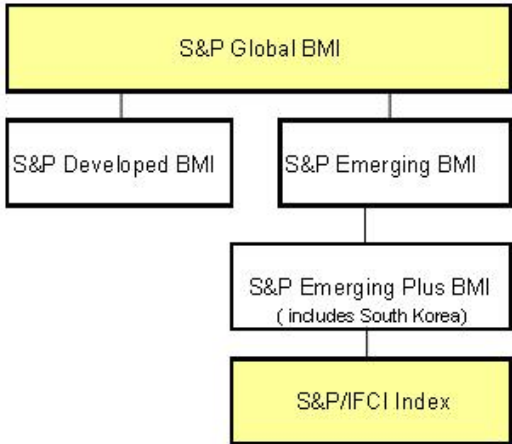 S&P Global BMI
S&P Developed BMI
S&P Emerging BMI
S&P Emerging Plus BMI
( includes South Korea)
S&P/IFCI Index